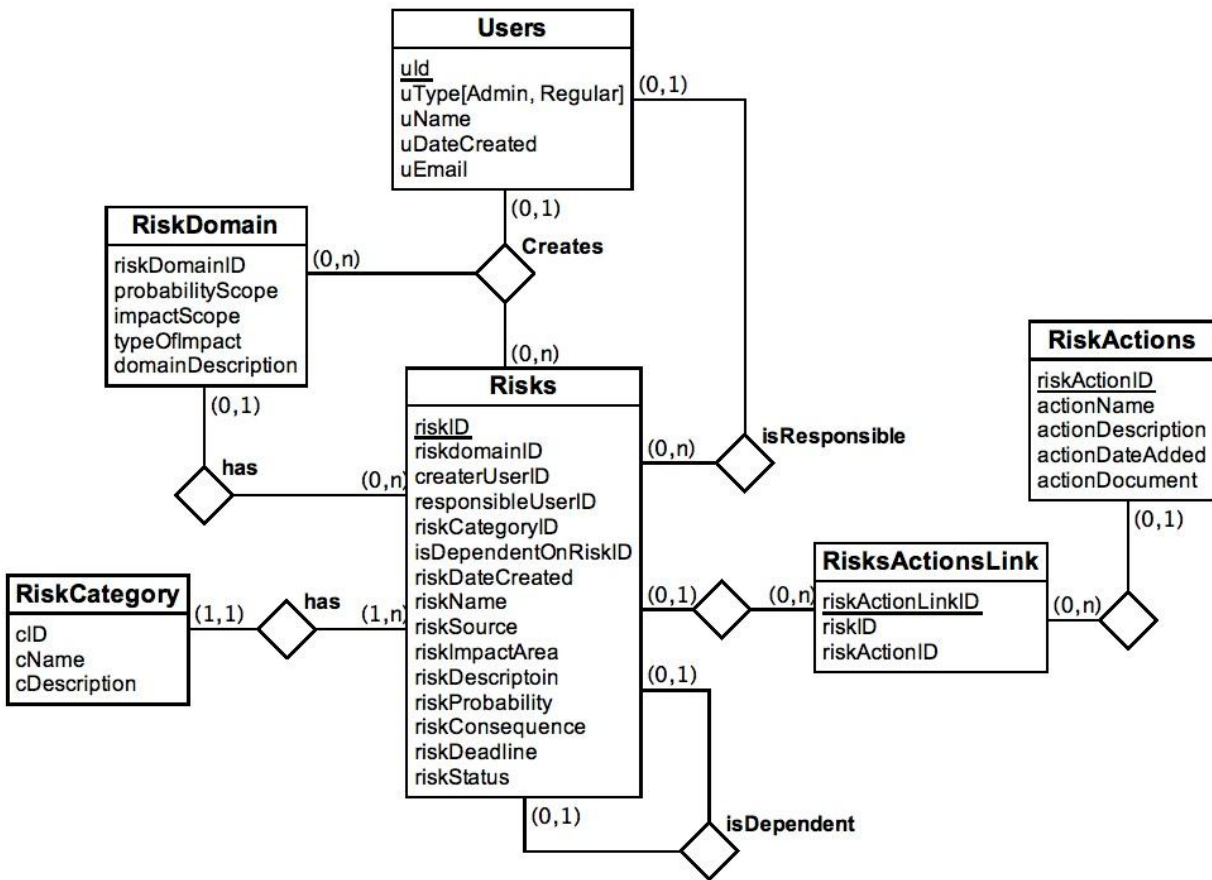 Users
uId
uType[Admin, Regular]
uName
uDateCreated
uEmail
(0,1)
(0,1)
Creates
RiskDomain
riskDomainID
probabilityScope
impactScope
typeOfImpact
domainDescription
(0,n)
(0,1)
(0,n)
has
(0,n)
Risks
riskID
riskdomainID
createrUserID
responsibleUserID
riskCategoryID
isDependentOnRiskID
riskDateCreated
riskName
riskSource
riskImpactArea
riskDescriptoin
riskProbability
riskConsequence
riskDeadline
riskStatus
(0,n)
isResponsible
RiskActions
riskActionID
actionName
actionDescription
actionDateAdded
actionDocument
(0,1)
RiskCategory
cID
cName
cDescription
(1,1)
has
(1,n)
(0,1)
(0,n)
RisksActionsLink
riskActionLinkID
riskID
riskActionID
(0,n)
(0,1)
(0,1)
isDependent